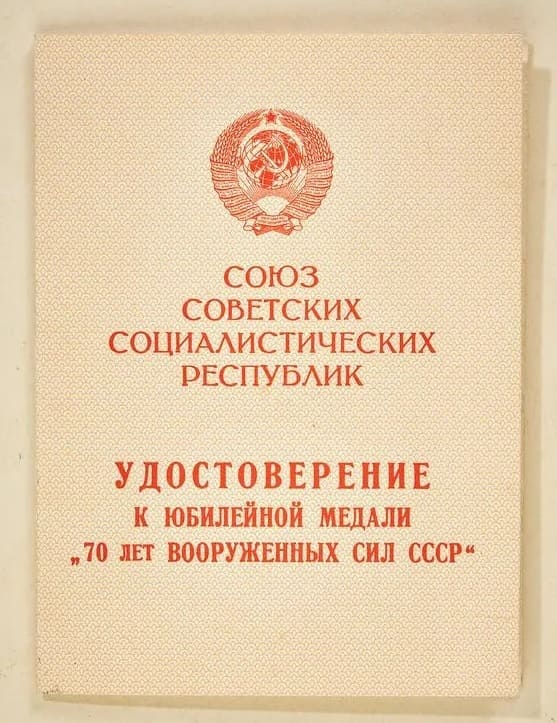 СОЮЗ
СОВЕТСКИХ
СОЦИАЛИСТИЧЕСКИХ
РЕСПУБЛИК
УДОСТОВЕРЕНИЕ
К ЮБИЛЕЙНОЙ МЕДАЛИ
„70 ЛЕТ ВООРУЖЕННЫХ СИЛ СССР“